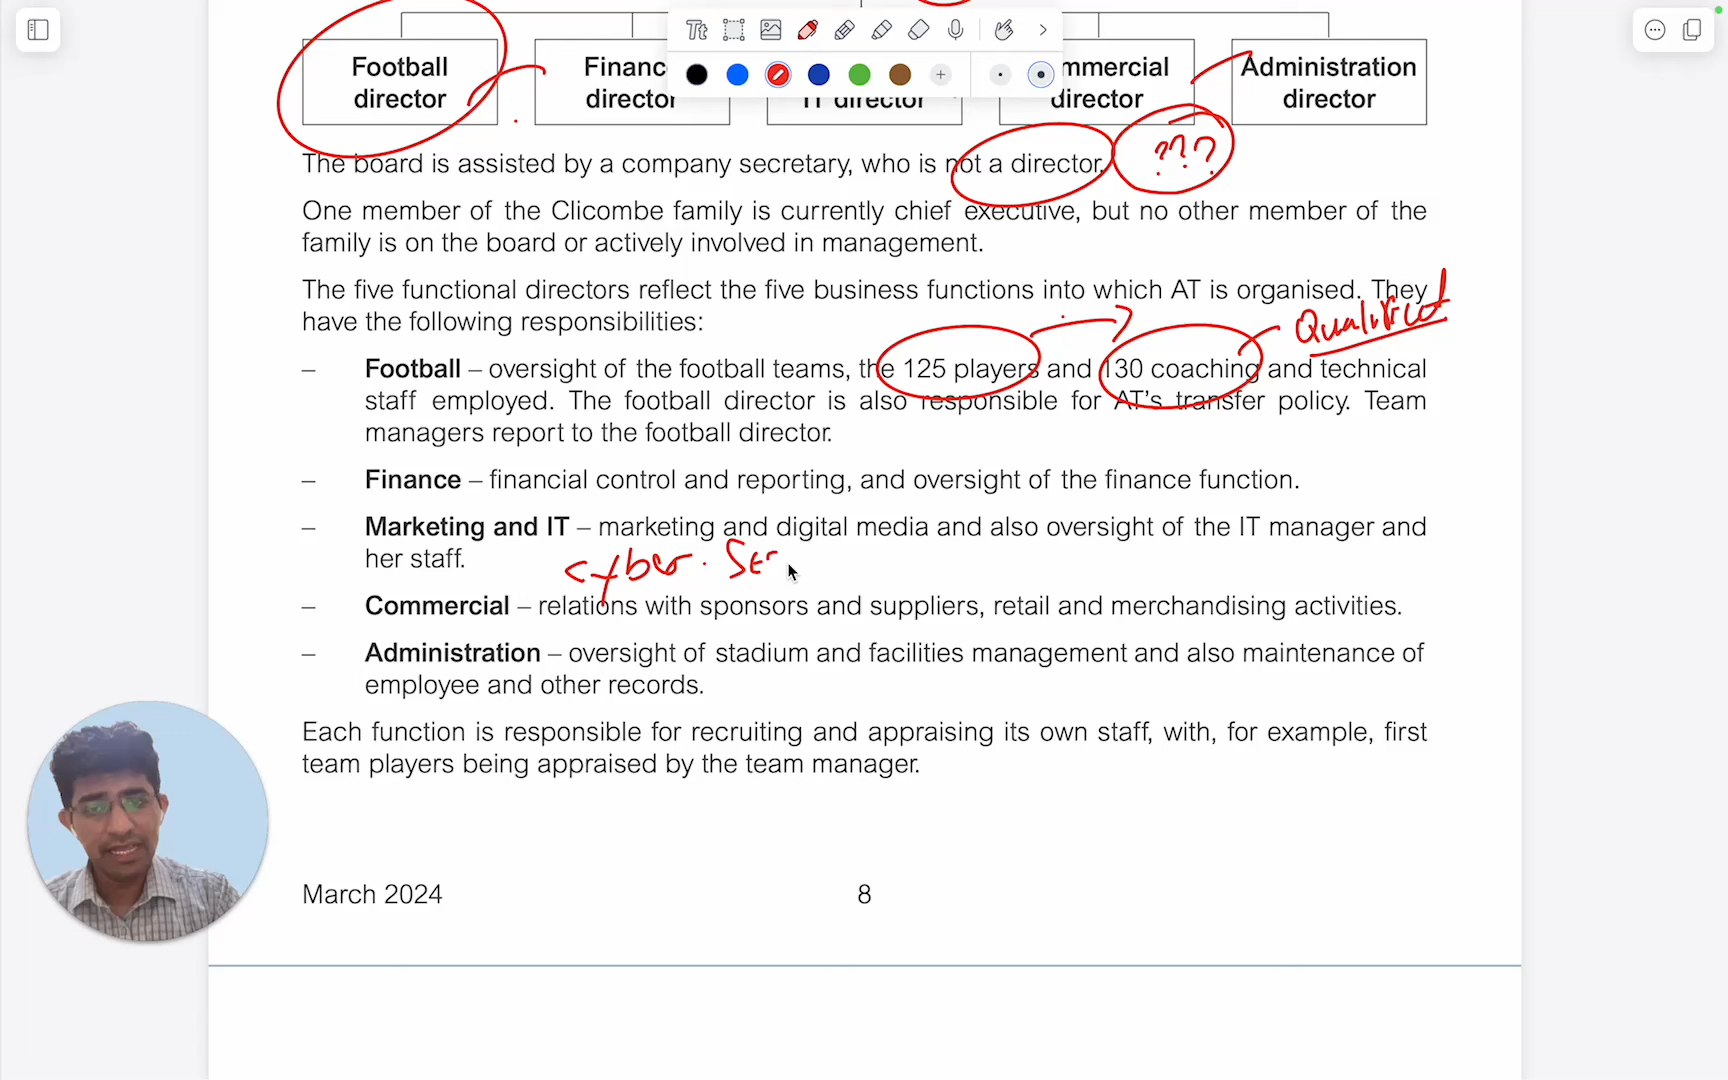 Football
director
Financ
director
IT director
mmercial
director
Administration
director
Tt
The board is assisted by a company secretary, who is not a director.
???
One member of the Clicombe family is currently chief executive, but no other member of the
family is on the board or actively involved in management.
The five functional directors reflect the five business functions into which AT is organised. They
have the following responsibilities:
Qualified
– Football – oversight of the football teams, the 125 players and 130 coaching and technical
staff employed. The football director is also responsible for AT's transfer policy. Team
managers report to the football director.
– Finance – financial control and reporting, and oversight of the finance function.
– Marketing and IT – marketing and digital media and also oversight of the IT manager and
her staff.
Cyber. Ser
– Commercial – relations with sponsors and suppliers, retail and merchandising activities.
– Administration – oversight of stadium and facilities management and also maintenance of
employee and other records.
Each function is responsible for recruiting and appraising its own staff, with, for example, first
team players being appraised by the team manager.
March 2024
8